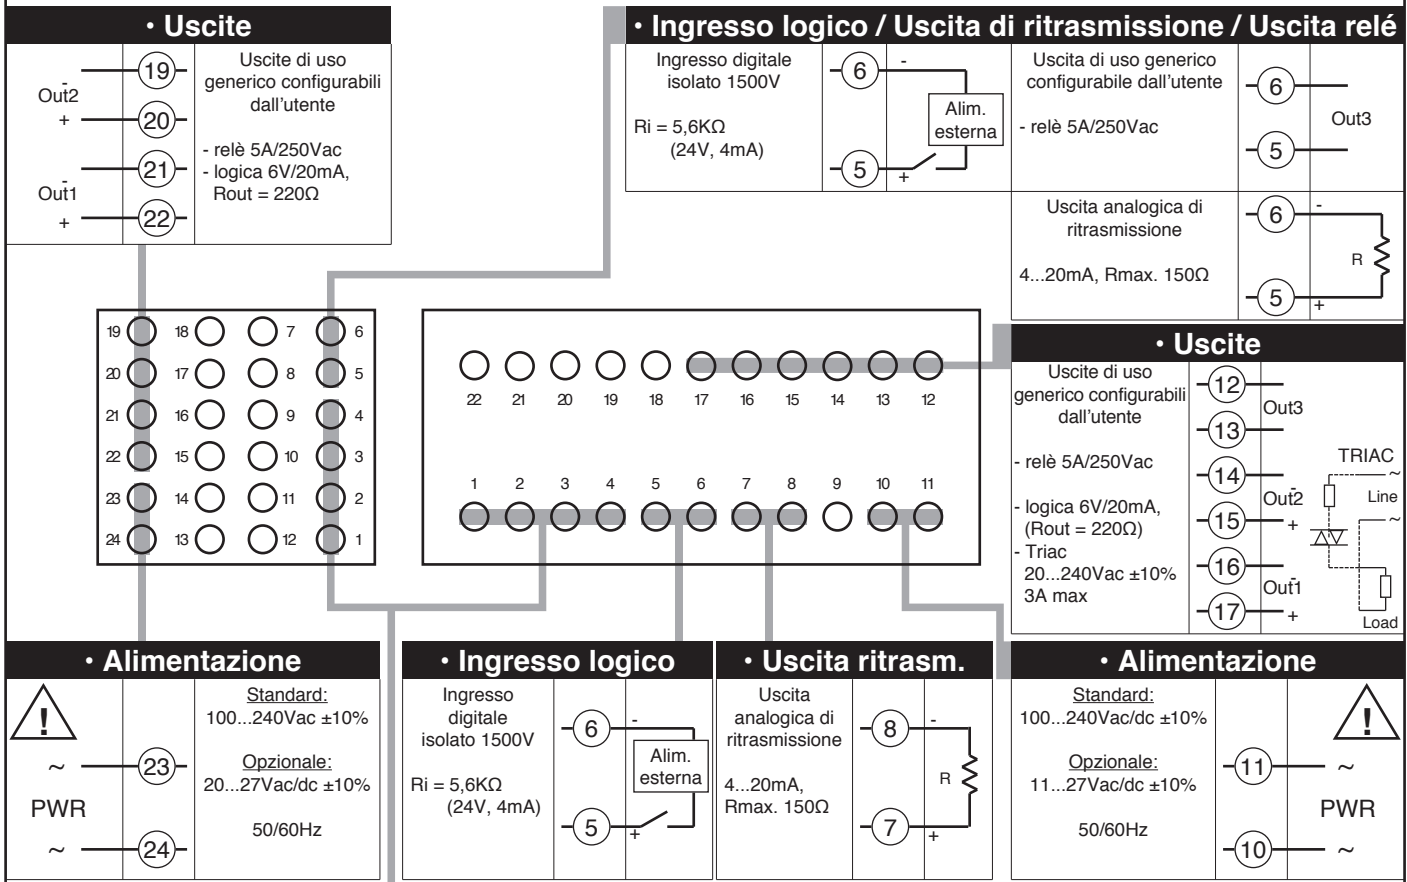 · Uscite
Out2
-
+
Out1
-
+
19
20
21
22
Uscite di uso
generico configurabili
dall'utente
- relè 5A/250Vac
- logica 6V/20mA,
Rout = 220Ω
· Ingresso logico / Uscita di ritrasmissione / Uscita relé
Ingresso digitale
isolato 1500V
Ri = 5,6KΩ
(24V, 4mA)
6
-
Alim.
esterna
5
+
Uscita di uso generico
configurabile dall'utente
- relè 5A/250Vac
6
5
Out3
Uscita analogica di
ritrasmissione
4...20mA, Rmax. 150Ω
6
-
R
5
+
19 18 7 6
20 17 8 5
21 16 9 4
22 15 10 3
23 14 11 2
24 13 12 1
22 21 20 19 18 17 16 15 14 13 12
1 2 3 4 5 6 7 8 9 10 11
· Uscite
Uscite di uso
generico configurabili
dall'utente
- relè 5A/250Vac
- logica 6V/20mA,
(Rout = 220Ω)
- Triac
20...240Vac ±10%
3A max
12
13
14
15
16
17
Out3
-
Out2
+
-
Out1
+
TRIAC
~
Line
~
Load
· Alimentazione
!
~
PWR
~
23
24
Standard:
100...240Vac ±10%
Opzionale:
20...27Vac/dc ±10%
50/60Hz
· Ingresso logico
Ingresso
digitale
isolato 1500V
Ri = 5,6KΩ
(24V, 4mA)
6
-
Alim.
esterna
5
+
· Uscita ritrasm.
Uscita
analogica di
ritrasmissione
4...20mA,
Rmax. 150Ω
8
-
R
7
+
· Alimentazione
Standard:
100...240Vac/dc ±10%
Opzionale:
11...27Vac/dc ±10%
50/60Hz
!
11
~
PWR
10
~